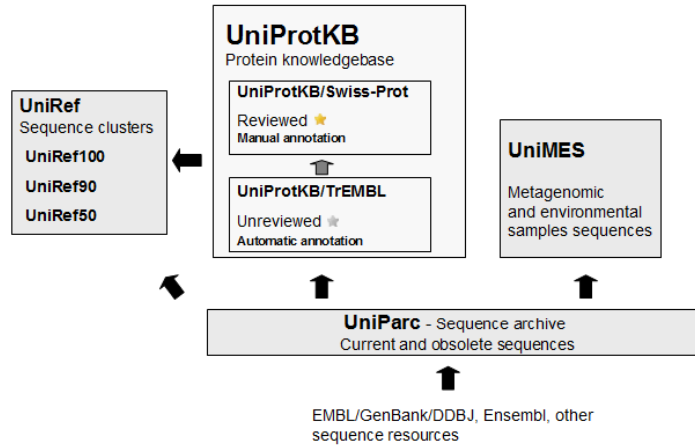 UniProtKB
Protein knowledgebase
UniProtKB/Swiss-Prot
Reviewed
Manual annotation
UniProtKB/TrEMBL
Unreviewed
Automatic annotation
UniRef
Sequence clusters
UniRef100
UniRef90
UniRef50
UniMES
Metagenomic
and environmental
samples sequences
UniParc - Sequence archive
Current and obsolete sequences
EMBL/GenBank/DDBJ, Ensembl, other
sequence resources